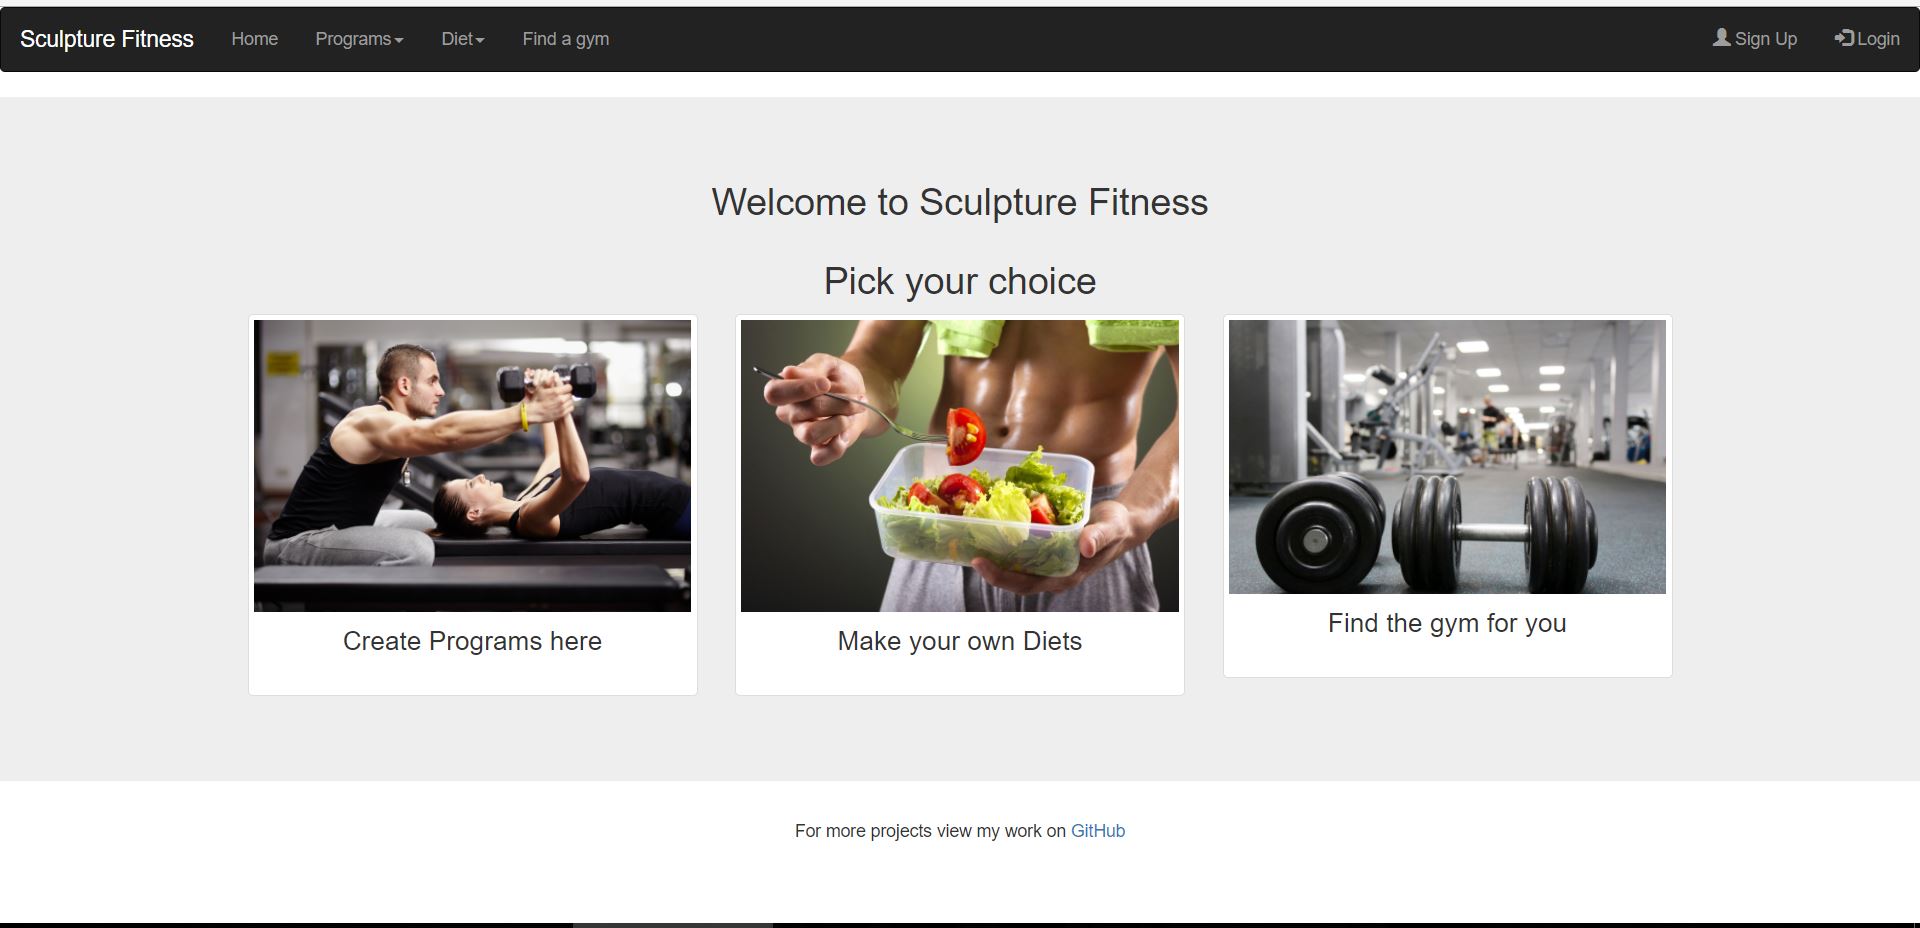 Sculpture Fitness Home Programs Diet Find a gym Sign Up Login
Welcome to Sculpture Fitness
Pick your choice
Create Programs here
Make your own Diets
Find the gym for you
For more projects view my work on GitHub